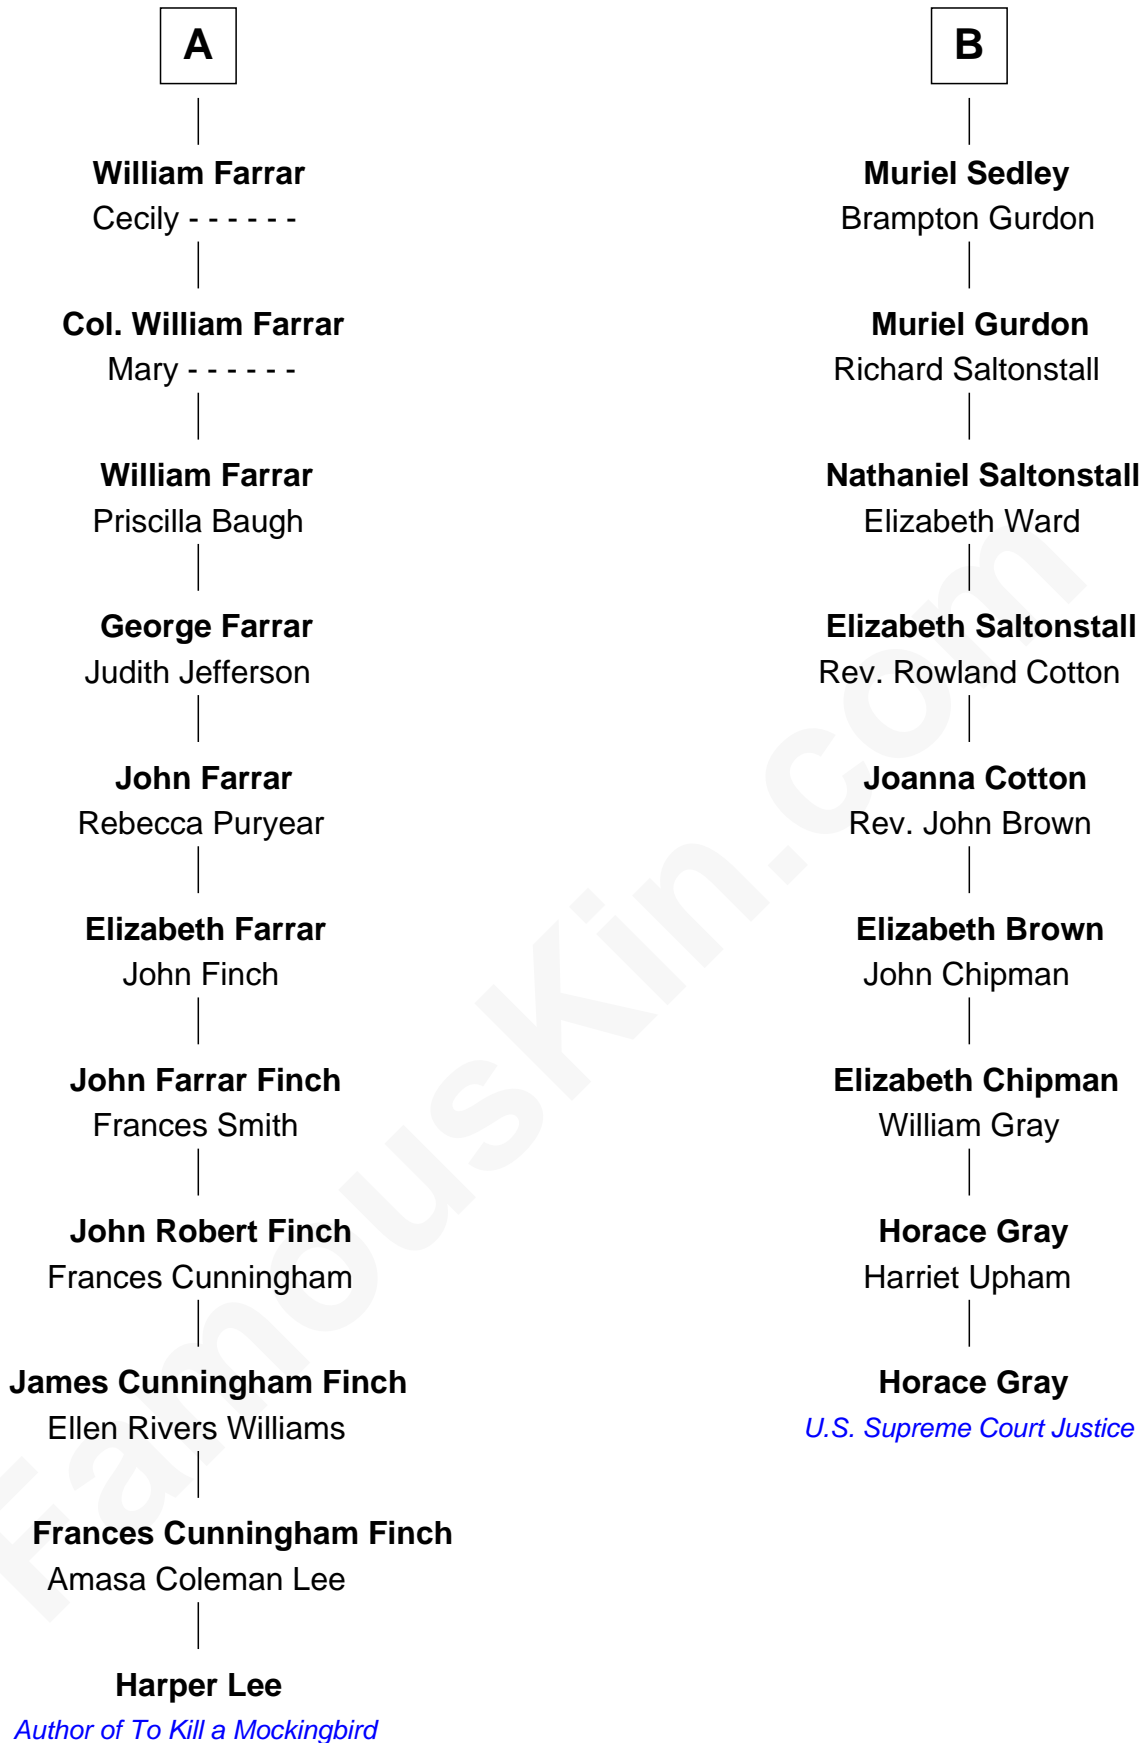 A
William Farrar
Cecily - - - - - -
Col. William Farrar
Mary - - - - - -
William Farrar
Priscilla Baugh
George Farrar
Judith Jefferson
John Farrar
Rebecca Puryear
Elizabeth Farrar
John Finch
John Farrar Finch
Frances Smith
John Robert Finch
Frances Cunningham
James Cunningham Finch
Ellen Rivers Williams
Frances Cunningham Finch
Amasa Coleman Lee
Harper Lee
Author of To Kill a Mockingbird
B
Muriel Sedley
Brampton Gurdon
Muriel Gurdon
Richard Saltonstall
Nathaniel Saltonstall
Elizabeth Ward
Elizabeth Saltonstall
Rev. Rowland Cotton
Joanna Cotton
Rev. John Brown
Elizabeth Brown
John Chipman
Elizabeth Chipman
William Gray
Horace Gray
Harriet Upham
Horace Gray
U.S. Supreme Court Justice
FamousKin.com